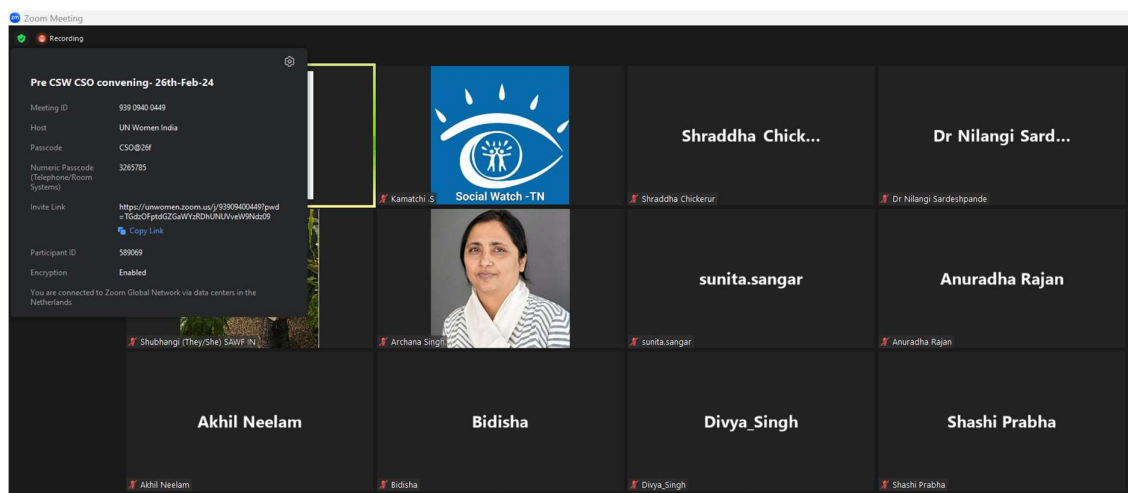 Zoom Meeting
Recording
Pre CSW CSO convening- 26th-Feb-24
Meeting ID 939 0940 0449
Host UN Women India
Passcode CSO@26f
Numeric Passcode 3265785
(Telephone/Room
Systems)
Invite Link https://unwomen.zoom.us/j/93909400449?pwd
=TGdzOFptdGZGaWYzRDhUNUVveW9Ndz09
Copy Link
Participant ID 589069
Encryption Enabled
You are connected to Zoom Global Network via data centers in the
Netherlands
Social Watch -TN
Kamatchi .S
Shraddha Chick...
Shraddha Chickerur
Dr Nilangi Sard...
Dr Nilangi Sardeshpande
Shubhangi (They/She) SAWF IN
Archana Singh
sunita.sangar
sunita.sangar
Anuradha Rajan
Anuradha Rajan
Akhil Neelam
Akhil Neelam
Bidisha
Bidisha
Divya_Singh
Divya_Singh
Shashi Prabha
Shashi Prabha